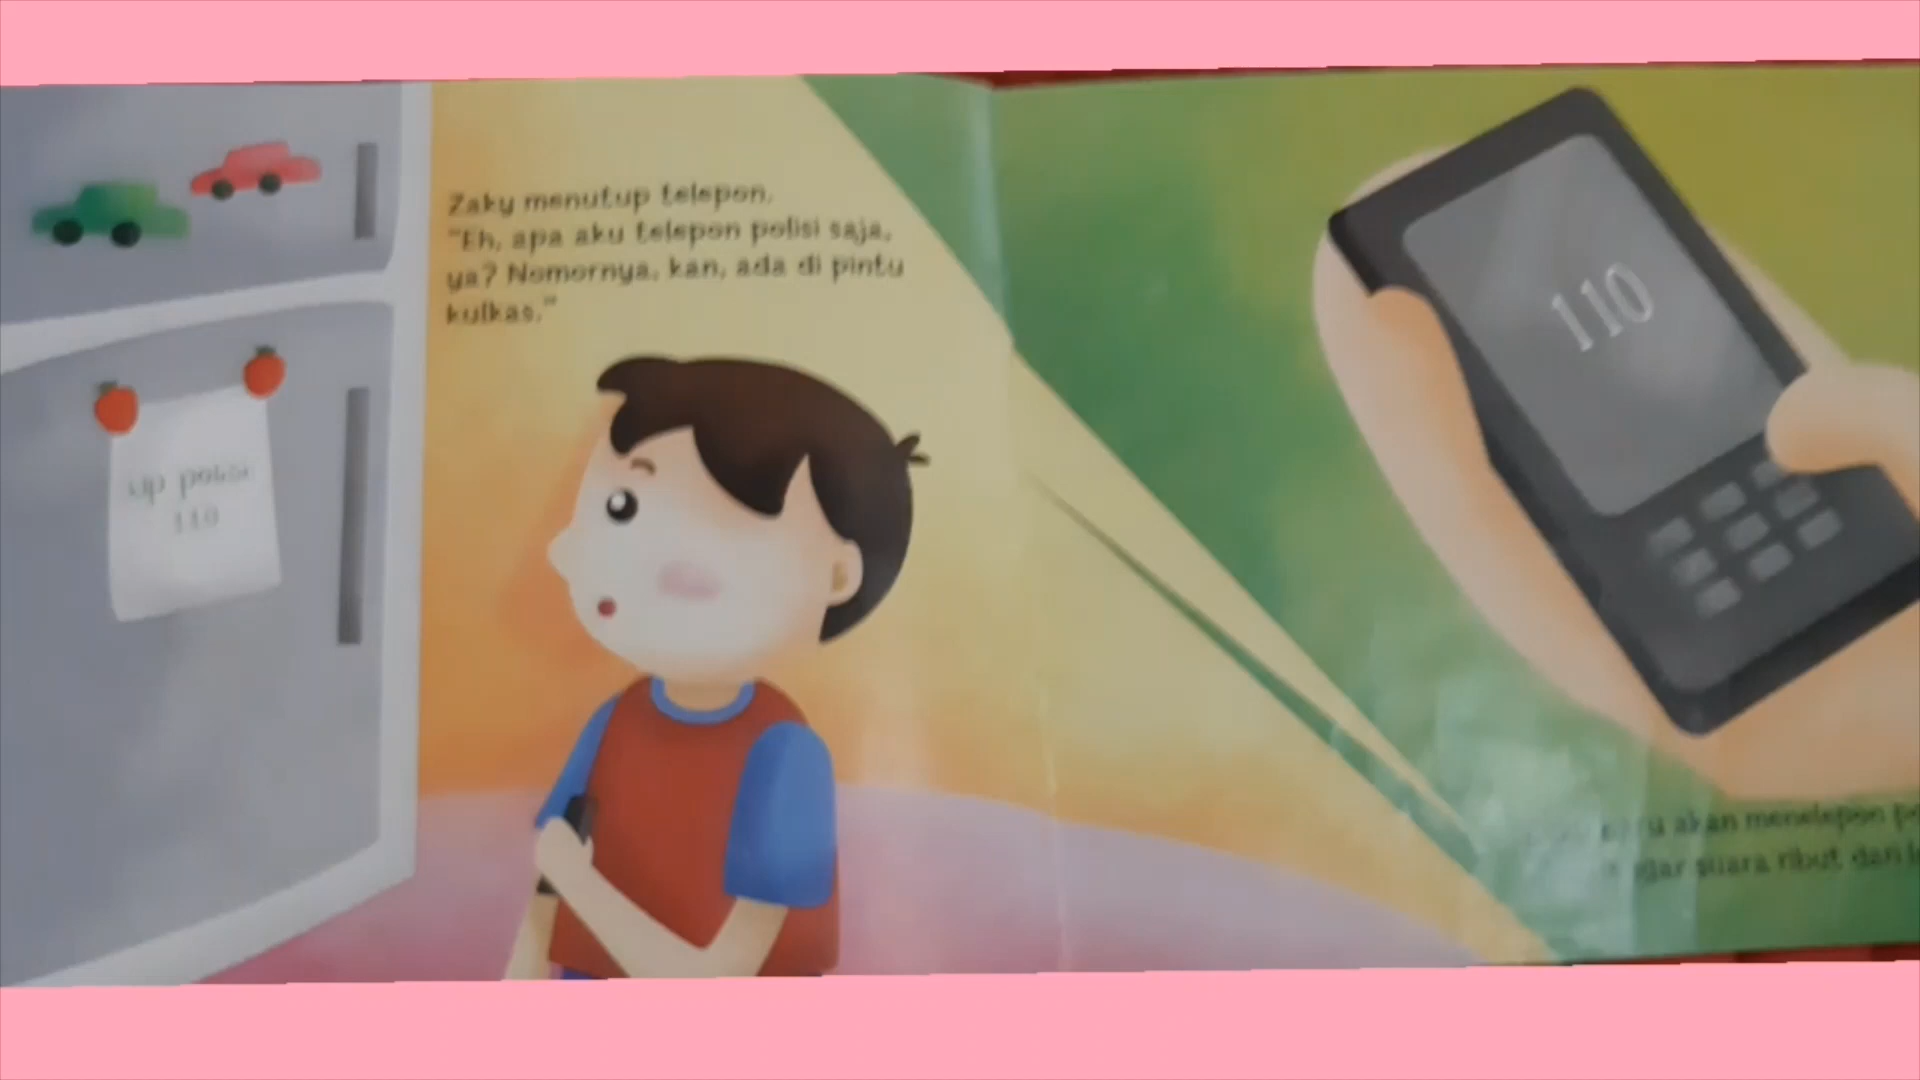 Zaky menutup telepon.
"Eh, apa aku telepon polisi saja,
ya? Nomornya, kan, ada di pintu
kulkas."
110
110
akan menelepon
suara ribut dari